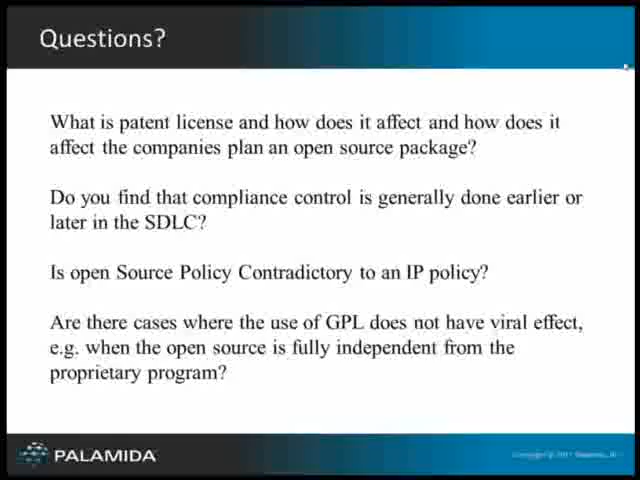 Questions?
What is patent license and how does it affect and how does it
affect the companies plan an open source package?
Do you find that compliance control is generally done earlier or
later in the SDLC?
Is open Source Policy Contradictory to an IP policy?
Are there cases where the use of GPL does not have viral effect,
e.g. when the open source is fully independent from the
proprietary program?
PALAMIDA
Copyright ©